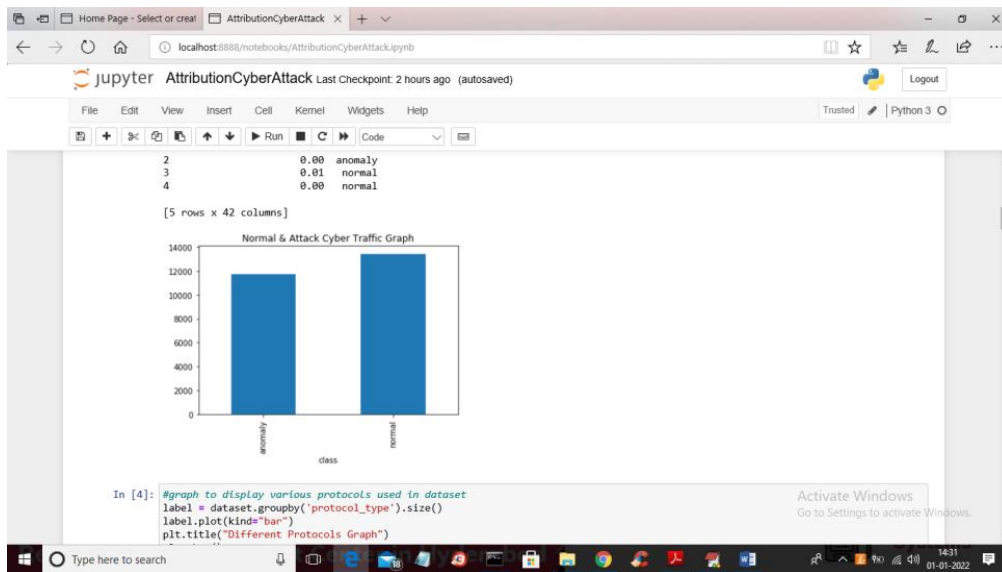 Home Page - Select or creat
AttributionCyberAttack
localhost:8888/notebooks/AttributionCyberAttack.ipynb
jupyter AttributionCyberAttack Last Checkpoint: 2 hours ago (autosaved)
Logout
File Edit View Insert Cell Kernel Widgets Help
Trusted Python 3
Run Code
2 0.00 anomaly
3 0.01 normal
4 0.00 normal
[5 rows x 42 columns]
Normal & Attack Cyber Traffic Graph
14000
12000
10000
8000
6000
4000
2000
0
anomaly
normal
class
In [4]: #graph to display various protocols used in dataset
label = dataset.groupby('protocol_type').size()
label.plot(kind="bar")
plt.title("Different Protocols Graph")
Activate Windows
Go to Settings to activate Windows.
Type here to search
18
14:31
01-01-2022